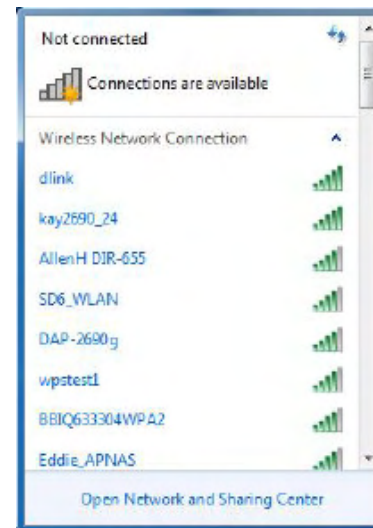 Not connected
Connections are available
Wireless Network Connection
dlink
kay2690_24
AllenH DIR-655
SD6_WLAN
DAP-2690g
wpstest1
BBIQ633304WPA2
Eddie_APNAS
Open Network and Sharing Center